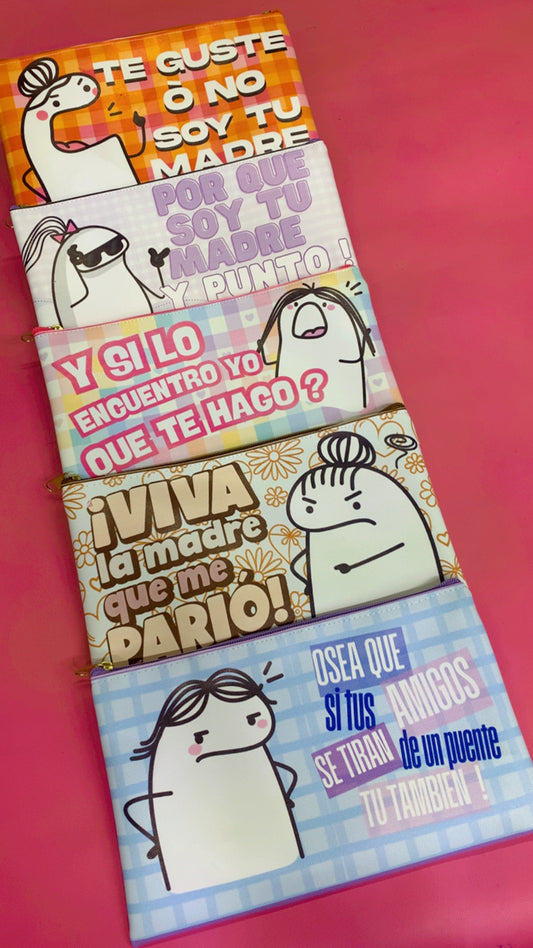 TE GUSTE
Ò NO
SOY TU
MADRE
POR QUE
SOY TU
MADRE
Y PUNTO !
Y SI LO
ENCUENTRO YO
QUE TE HAGO ?
¡VIVA
la madre
que me
PARIÓ!
OSEA QUE
si tus AMIGOS
SE TIRAN de un puente
TU TAMBIEN !